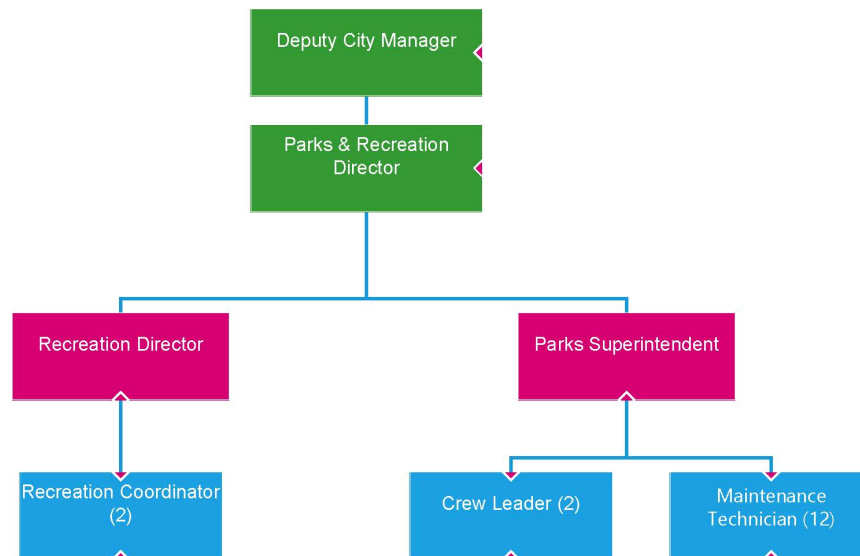 Deputy City Manager
Parks & Recreation
Director
Recreation Director
Parks Superintendent
Recreation Coordinator
(2)
Crew Leader (2)
Maintenance
Technician (12)